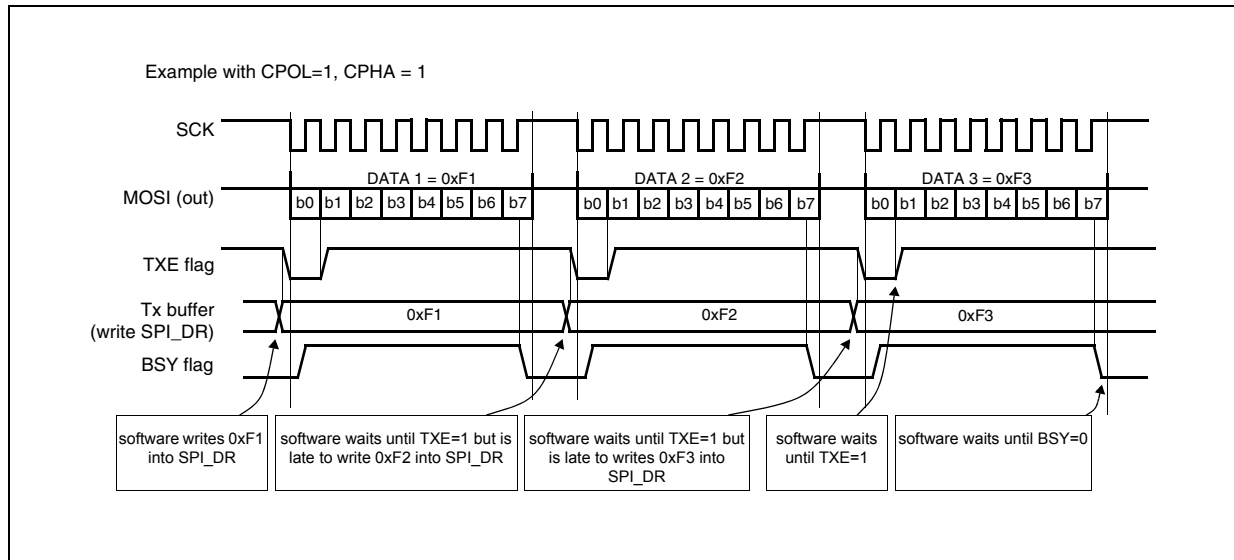 Example with CPOL=1, CPHA = 1
SCK
DATA 1 = 0xF1
DATA 2 = 0xF2
DATA 3 = 0xF3
MOSI (out)
b0 b1 b2 b3 b4 b5 b6 b7
b0 b1 b2 b3 b4 b5 b6 b7
b0 b1 b2 b3 b4 b5 b6 b7
TXE flag
Tx buffer
(write SPI_DR)
0xF1
0xF2
0xF3
BSY flag
software writes 0xF1
into SPI_DR
software waits until TXE=1 but is
late to write 0xF2 into SPI_DR
software waits until TXE=1 but
is late to writes 0xF3 into
SPI_DR
software waits
until TXE=1
software waits until BSY=0